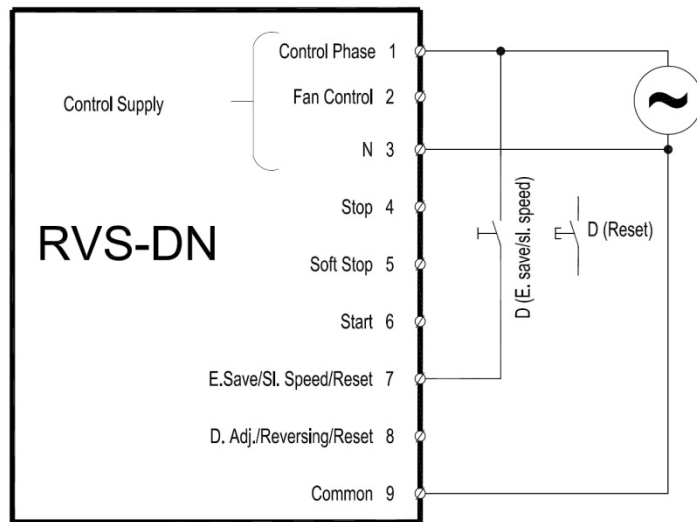 Control Phase 1
Control Supply
Fan Control 2
N 3
Stop 4
RVS-DN
Soft Stop 5
Start 6
E.Save/Sl. Speed/Reset 7
D. Adj./Reversing/Reset 8
Common 9
D (E. save/sl. speed)
D (Reset)